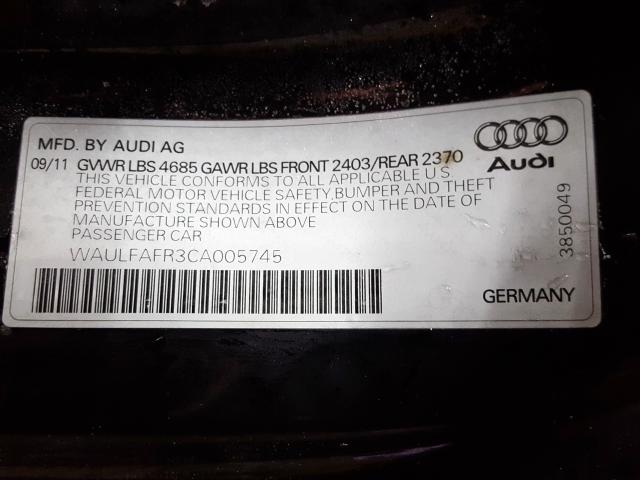 MFD. BY AUDI AG
09/11 GVWR LBS 4685 GAWR LBS FRONT 2403/REAR 2370
THIS VEHICLE CONFORMS TO ALL APPLICABLE U.S.
FEDERAL MOTOR VEHICLE SAFETY,BUMPER AND THEFT
PREVENTION STANDARDS IN EFFECT ON THE DATE OF
MANUFACTURE SHOWN ABOVE
PASSENGER CAR
WAULFAFR3CA005745
Audi
3850049
GERMANY